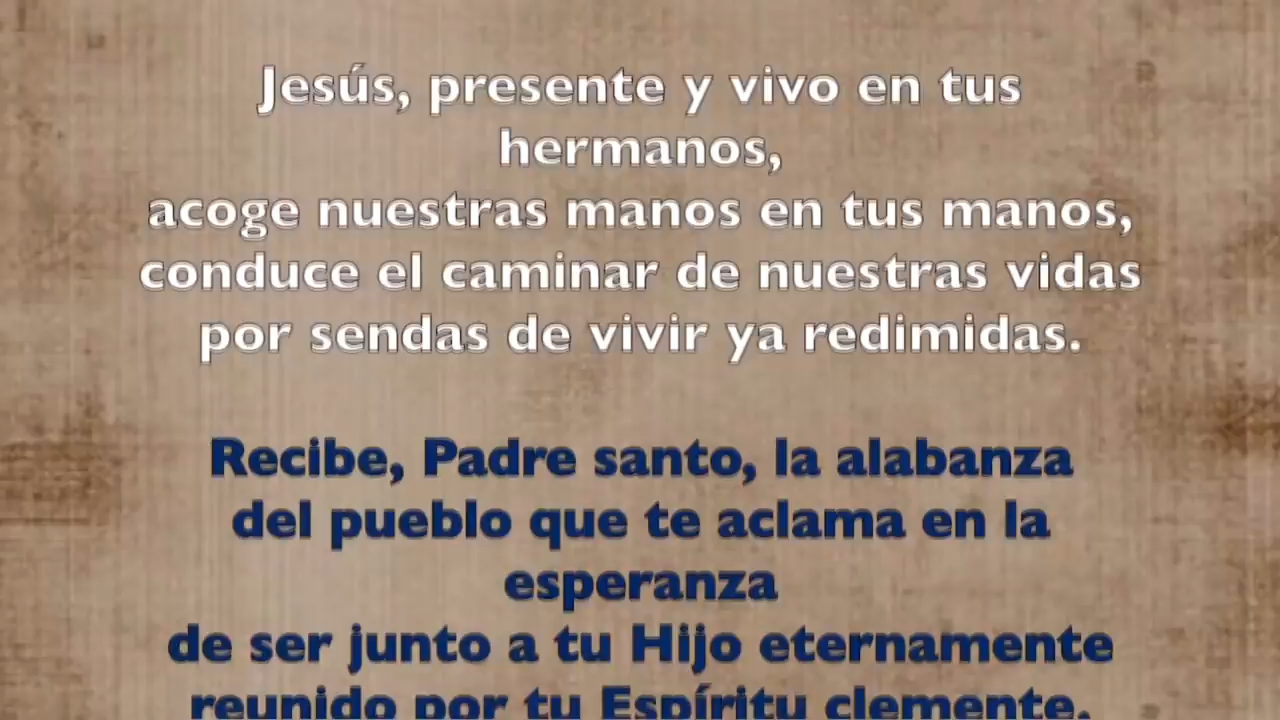 Jesús, presente y vivo en tus
hermanos,
acoge nuestras manos en tus manos,
conduce el caminar de nuestras vidas
por sendas de vivir ya redimidas.
Recibe, Padre santo, la alabanza
del pueblo que te aclama en la
esperanza
de ser junto a tu Hijo eternamente
reunido por tu Espíritu clemente.